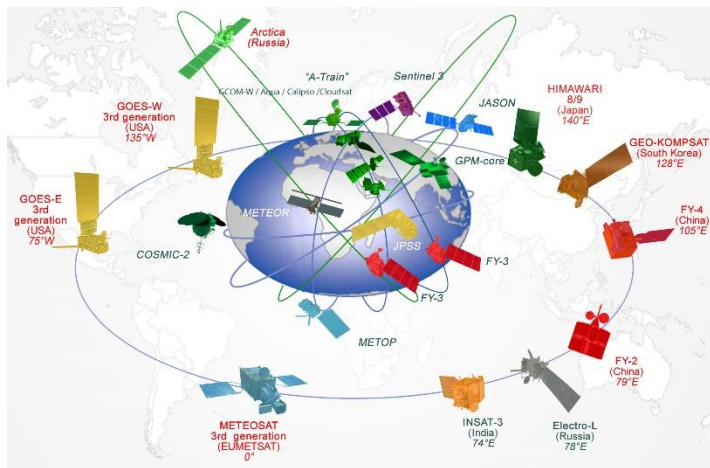 Arctica
(Russia)
"A-Train"
GCOM-W / Aqua / Calipso /Cloudsat
Sentinel 3
JASON
HIMAWARI
8/9
(Japan)
140°E
GOES-W
3rd generation
(USA)
135°W
GEO-KOMPSAT
(South Korea)
128°E
GPM-core
GOES-E
3rd
generation
(USA)
75°W
METEOR
FY-4
(China)
105°E
COSMIC-2
JPSS
FY-3
FY-3
METOP
FY-2
(China)
79°E
METEOSAT
3rd generation
(EUMETSAT)
0°
INSAT-3
(India)
74°E
Electro-L
(Russia)
78°E